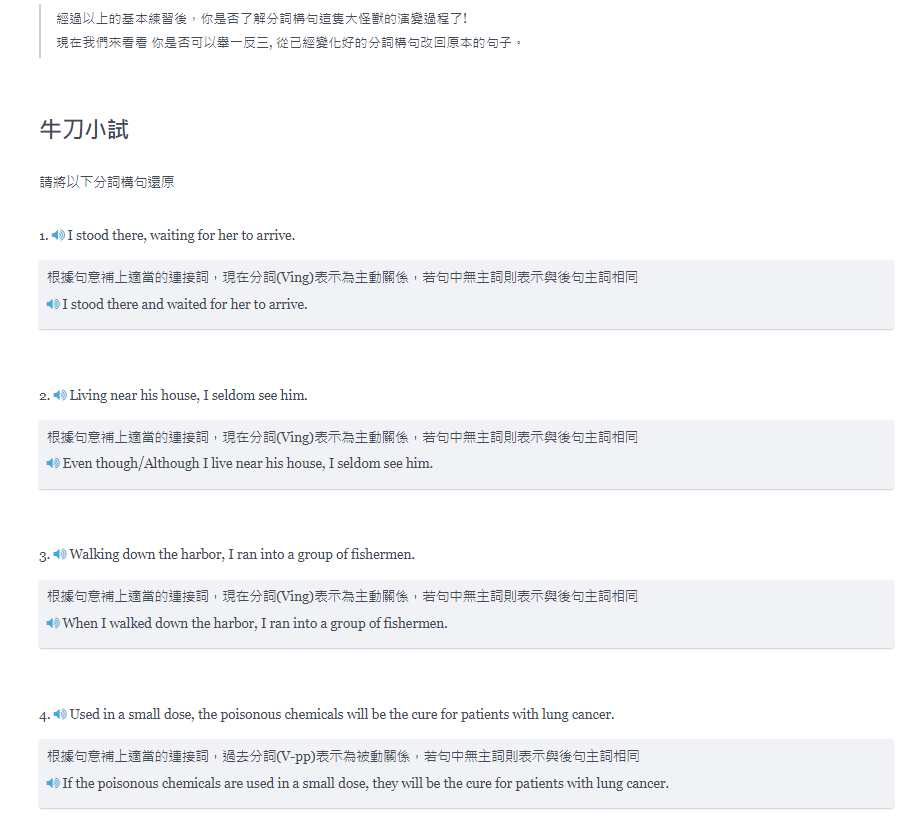 經過以上的基本練習後，你是否了解分詞構句這隻大怪獸的演變過程了!
現在我們來看看 你是否可以舉一反三, 從已經變化好的分詞構句改回原本的句子。
牛刀小試
請將以下分詞構句還原
1. I stood there, waiting for her to arrive.
根據句意補上適當的連接詞，現在分詞(Ving)表示為主動關係，若句中無主詞則表示與後句主詞相同
I stood there and waited for her to arrive.
2. Living near his house, I seldom see him.
根據句意補上適當的連接詞，現在分詞(Ving)表示為主動關係，若句中無主詞則表示與後句主詞相同
Even though/Although I live near his house, I seldom see him.
3. Walking down the harbor, I ran into a group of fishermen.
根據句意補上適當的連接詞，現在分詞(Ving)表示為主動關係，若句中無主詞則表示與後句主詞相同
When I walked down the harbor, I ran into a group of fishermen.
4. Used in a small dose, the poisonous chemicals will be the cure for patients with lung cancer.
根據句意補上適當的連接詞，過去分詞(V-pp)表示為被動關係，若句中無主詞則表示與後句主詞相同
If the poisonous chemicals are used in a small dose, they will be the cure for patients with lung cancer.